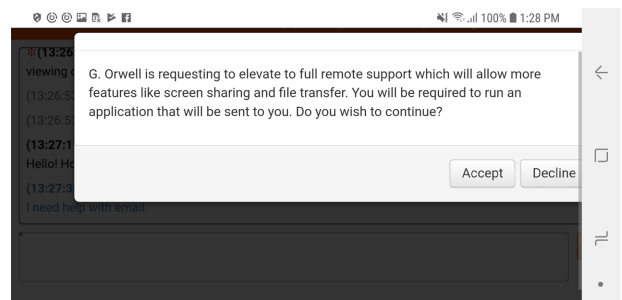 100% 1:28 PM
(13:26
viewing
(13:26:5
(13:26:5
(13:27:1
Hello! Ho
(13:27:3
I need help with email.
G. Orwell is requesting to elevate to full remote support which will allow more
features like screen sharing and file transfer. You will be required to run an
application that will be sent to you. Do you wish to continue?
Accept Decline